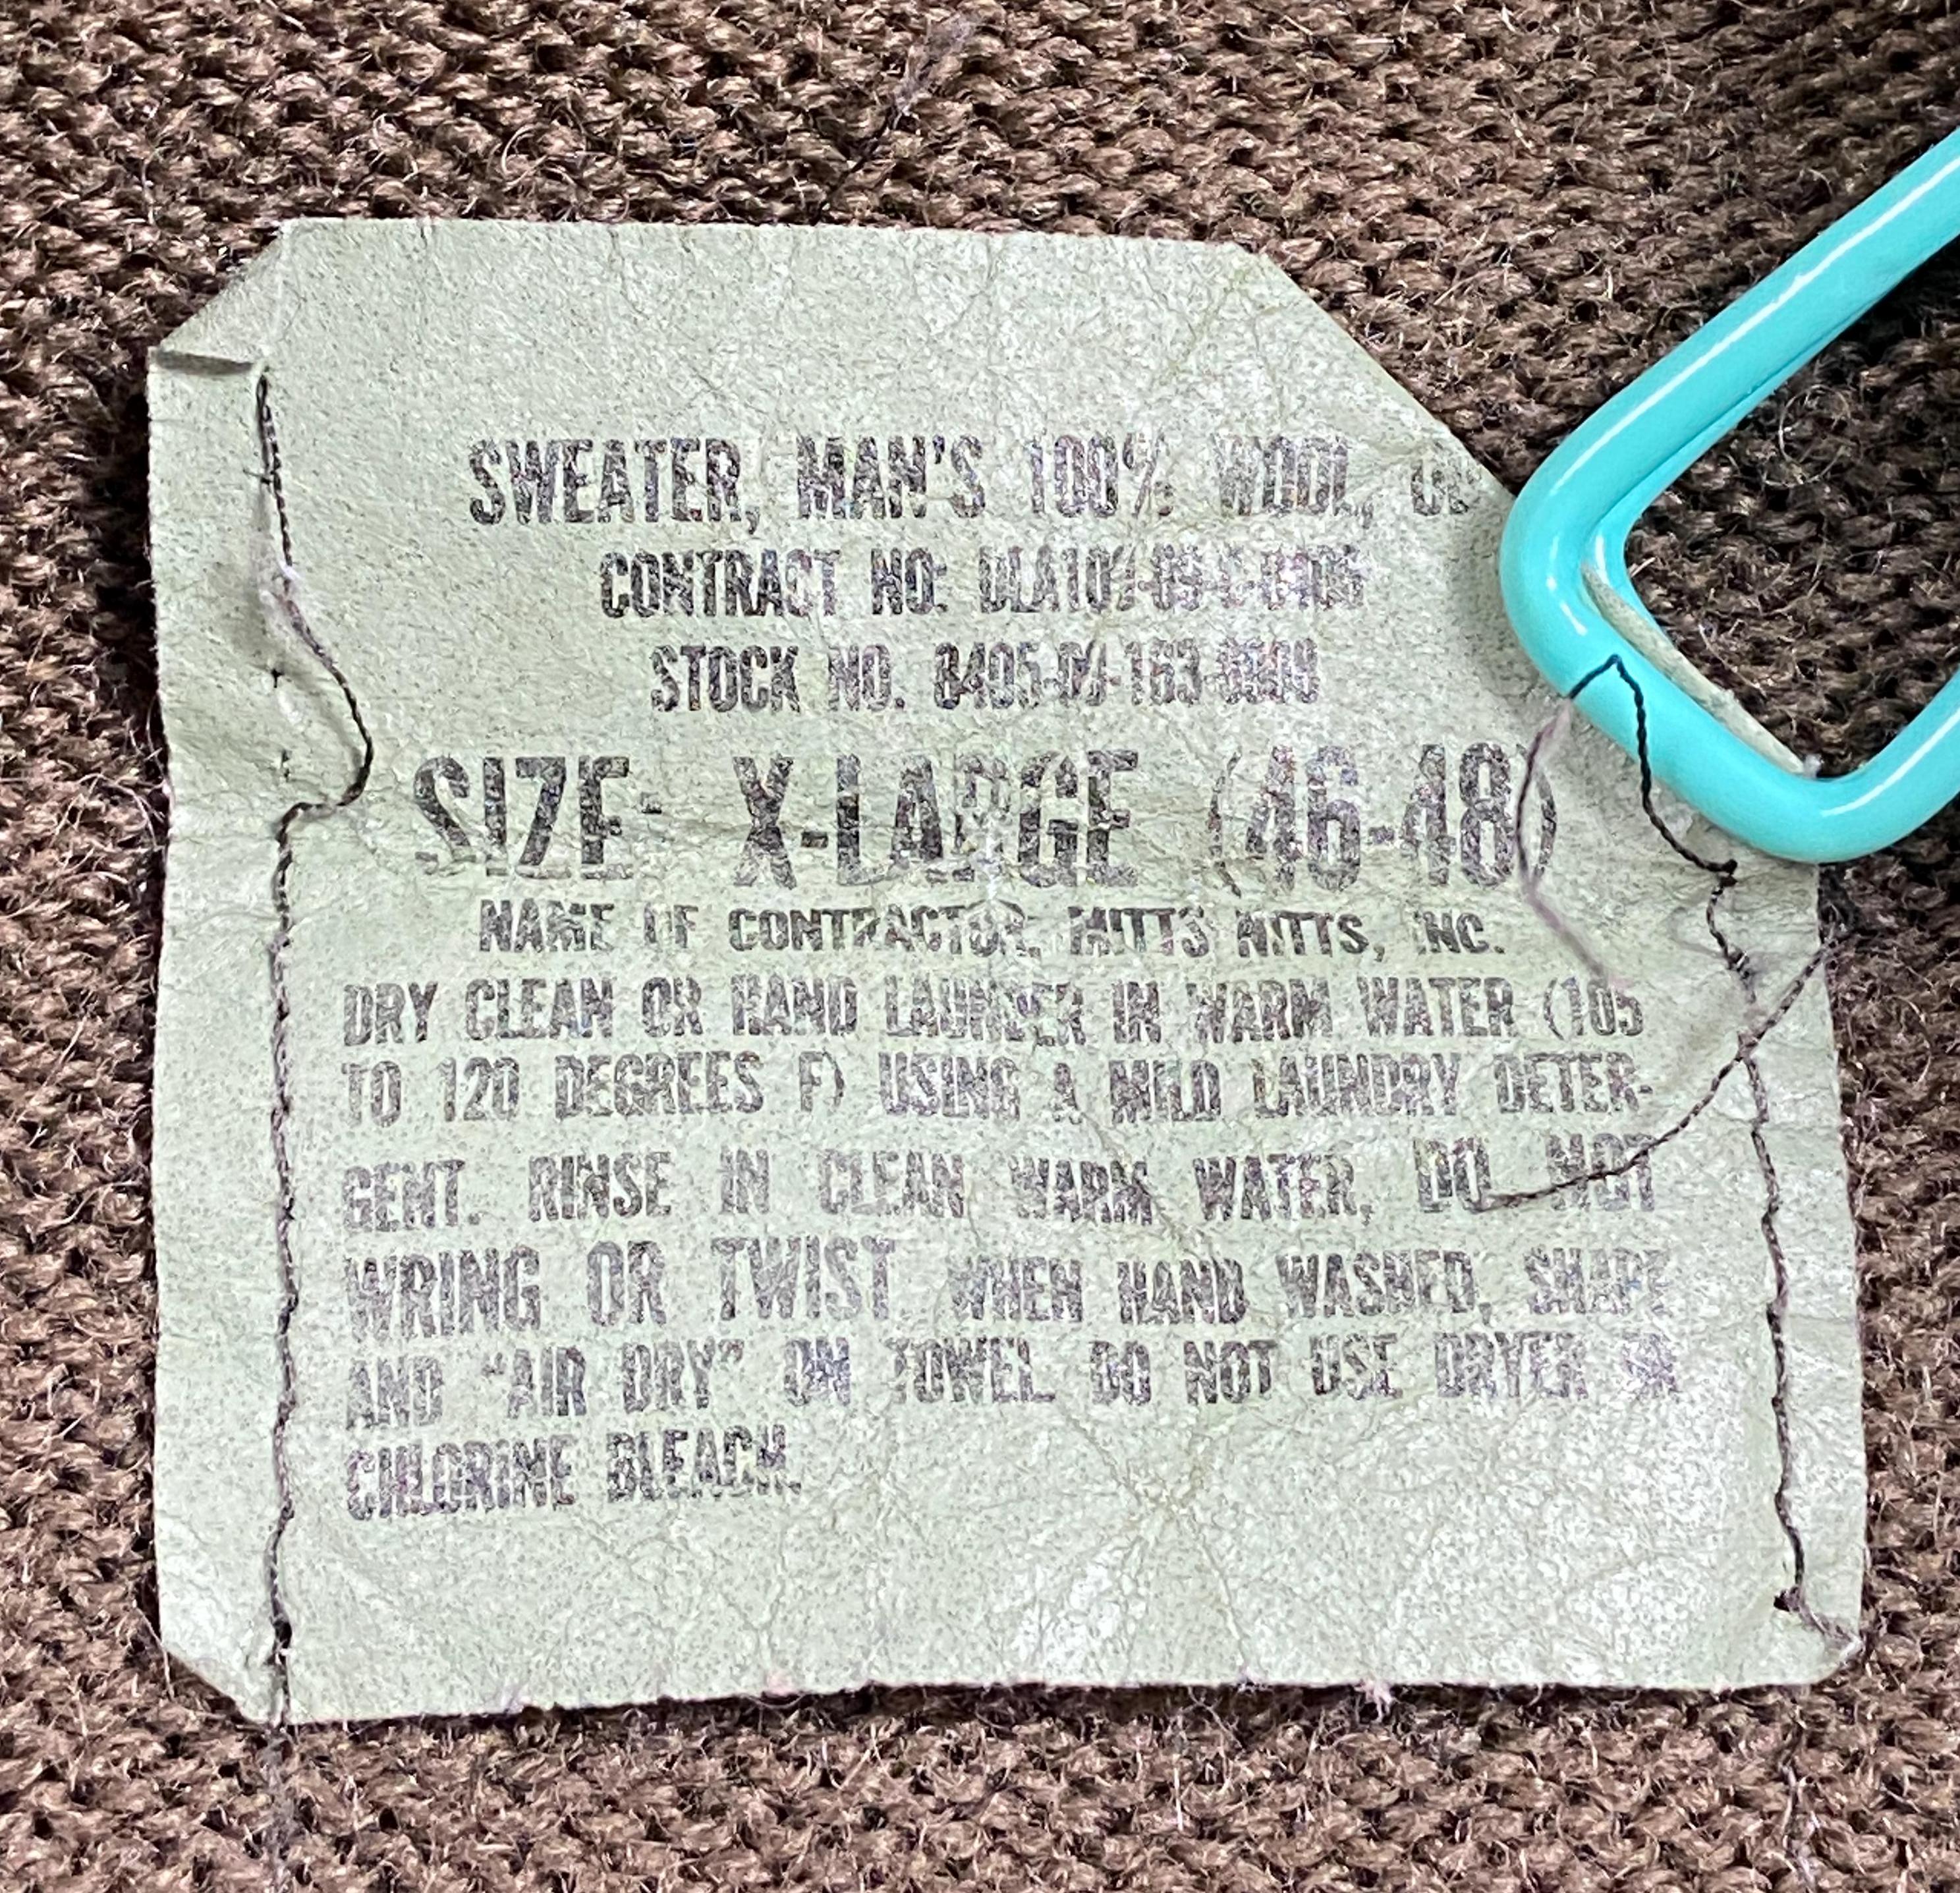 SWEATER, MAN'S 100% WOOL,
CONTRACT NO:
STOCK NO.
SIZE: X-LARGE (46-48)
NAME OF CONTRACTOR: MITTS NITTS, INC.
DRY CLEAN OR HAND LAUNDER IN WARM WATER (105
TO 120 DEGREES F) USING A MILD LAUNDRY DETER-
GENT. RINSE IN CLEAN WARM WATER, DO NOT
WRING OR TWIST WHEN HAND WASHED, SHAPE
AND "AIR DRY" ON TOWEL. DO NOT USE DRYER OR
CHLORINE BLEACH.